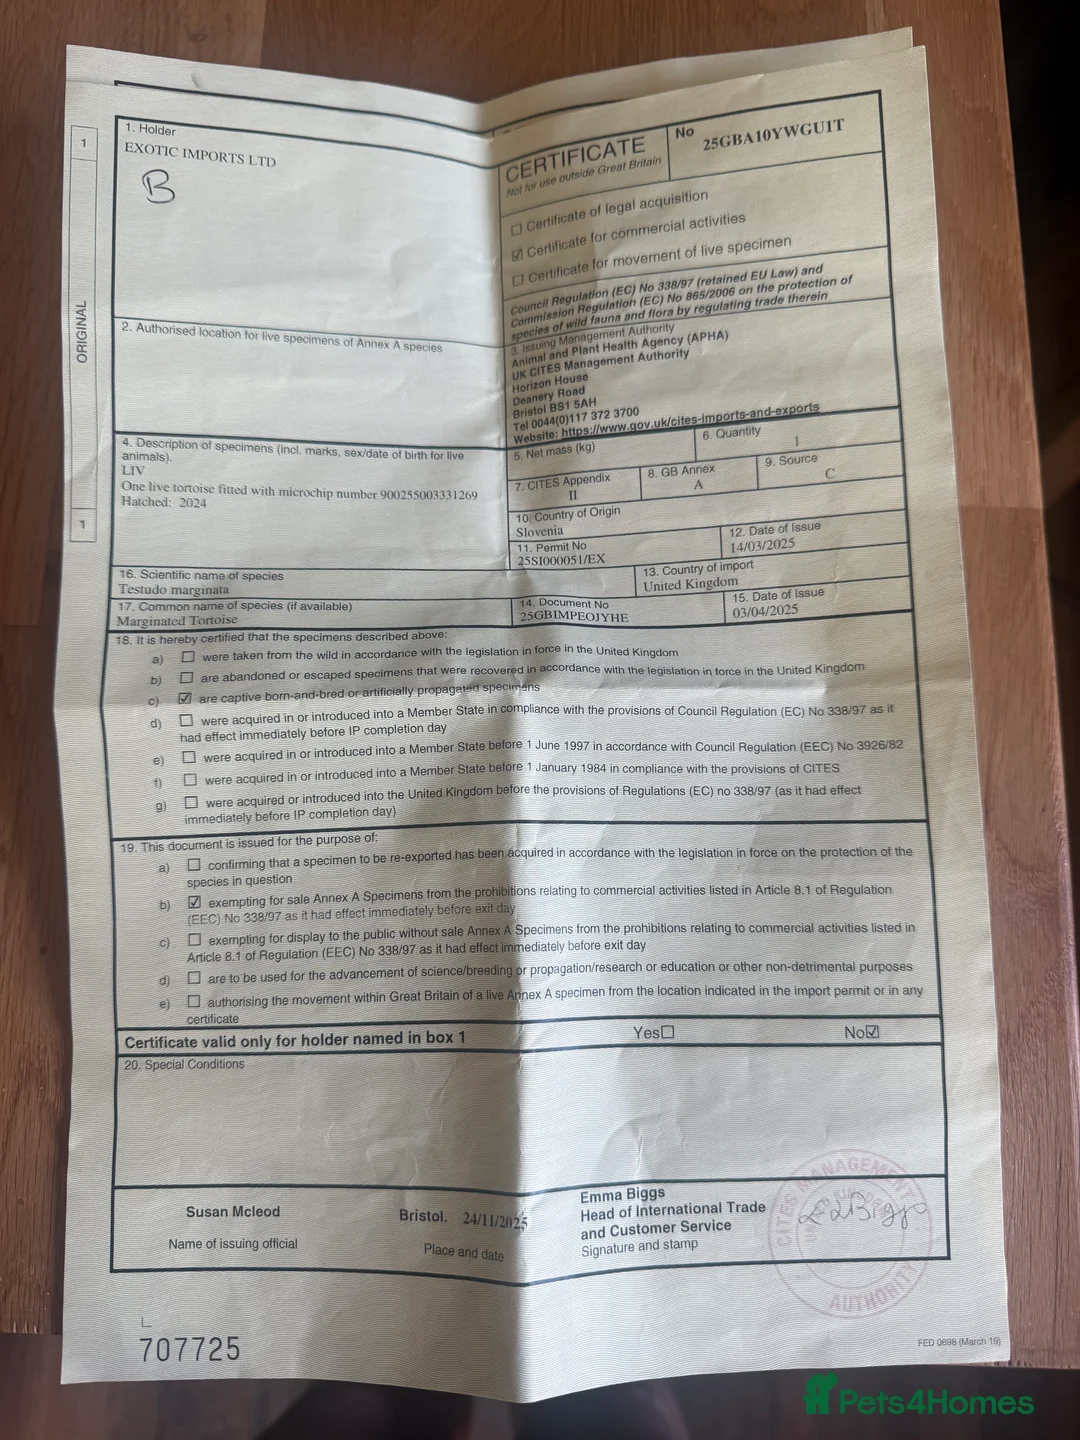 1
ORIGINAL
1
1. Holder
EXOTIC IMPORTS LTD
B
CERTIFICATE
Not for use outside Great Britain
No
25GBA10YWGU1T
☐ Certificate of legal acquisition
☑ Certificate for commercial activities
☐ Certificate for movement of live specimen
Council Regulation (EC) No 338/97 (retained EU Law) and
Commission Regulation (EC) No 865/2006 on the protection of
species of wild fauna and flora by regulating trade therein
2. Authorised location for live specimens of Annex A species
3. Issuing Management Authority
Animal and Plant Health Agency (APHA)
UK CITES Management Authority
Horizon House
Deanery Road
Bristol BS1 5AH
Tel 0044(0)117 372 3700
Website: https://www.gov.uk/cites-imports-and-exports
4. Description of specimens (incl. marks, sex/date of birth for live
animals).
LIV
One live tortoise fitted with microchip number 900255003331269
Hatched: 2024
5. Net mass (kg)
6. Quantity
1
7. CITES Appendix
II
8. GB Annex
A
9. Source
C
10. Country of Origin
Slovenia
11. Permit No
25SI000051/EX
12. Date of Issue
14/03/2025
16. Scientific name of species
Testudo marginata
13. Country of import
United Kingdom
17. Common name of species (if available)
Marginated Tortoise
14. Document No
25GBIMPEOJYHE
15. Date of Issue
03/04/2025
18. It is hereby certified that the specimens described above:
a) ☐ were taken from the wild in accordance with the legislation in force in the United Kingdom
b) ☐ are abandoned or escaped specimens that were recovered in accordance with the legislation in force in the United Kingdom
c) ☑ are captive born-and-bred or artificially propagated specimens
d) ☐ were acquired in or introduced into a Member State in compliance with the provisions of Council Regulation (EC) No 338/97 as it
had effect immediately before IP completion day
e) ☐ were acquired in or introduced into a Member State before 1 June 1997 in accordance with Council Regulation (EEC) No 3926/82
f) ☐ were acquired in or introduced into a Member State before 1 January 1984 in compliance with the provisions of CITES
g) ☐ were acquired or introduced into the United Kingdom before the provisions of Regulations (EC) no 338/97 (as it had effect
immediately before IP completion day)
19. This document is issued for the purpose of:
a) ☐ confirming that a specimen to be re-exported has been acquired in accordance with the legislation in force on the protection of the
species in question
b) ☑ exempting for sale Annex A Specimens from the prohibitions relating to commercial activities listed in Article 8.1 of Regulation
(EEC) No 338/97 as it had effect immediately before exit day
c) ☐ exempting for display to the public without sale Annex A Specimens from the prohibitions relating to commercial activities listed in
Article 8.1 of Regulation (EEC) No 338/97 as it had effect immediately before exit day
d) ☐ are to be used for the advancement of science/breeding or propagation/research or education or other non-detrimental purposes
e) ☐ authorising the movement within Great Britain of a live Annex A specimen from the location indicated in the import permit or in any
certificate
Certificate valid only for holder named in box 1
Yes☐
No☑
20. Special Conditions
Susan Mcleod
Name of issuing official
Bristol, 24/11/2025
Place and date
Emma Biggs
Head of International Trade
and Customer Service
Signature and stamp
CITES MANAGEMENT AUTHORITY
L
707725
FED 0698 (March 19)
Pets4Homes